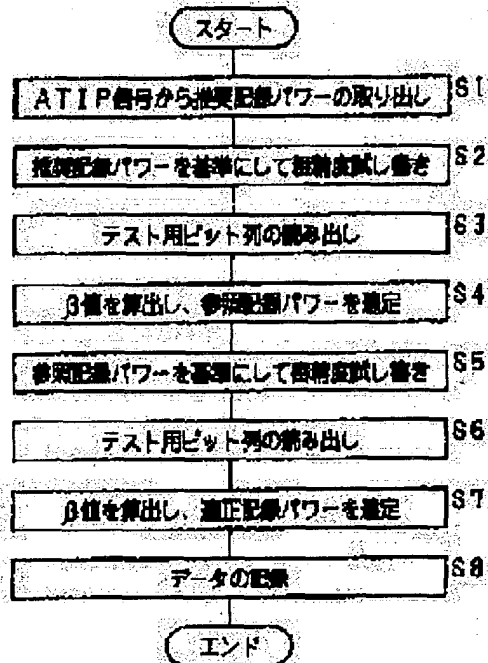 スタート
ATIP信号から推奨記録パワーの取り出し S1
推奨記録パワーを基準にして粗精度試し書き S2
テスト用ピット列の読み出し S3
β値を算出し、参照記録パワーを選定 S4
参照記録パワーを基準にして密精度試し書き S5
テスト用ピット列の読み出し S6
β値を算出し、適正記録パワーを選定 S7
データの記録 S8
エンド